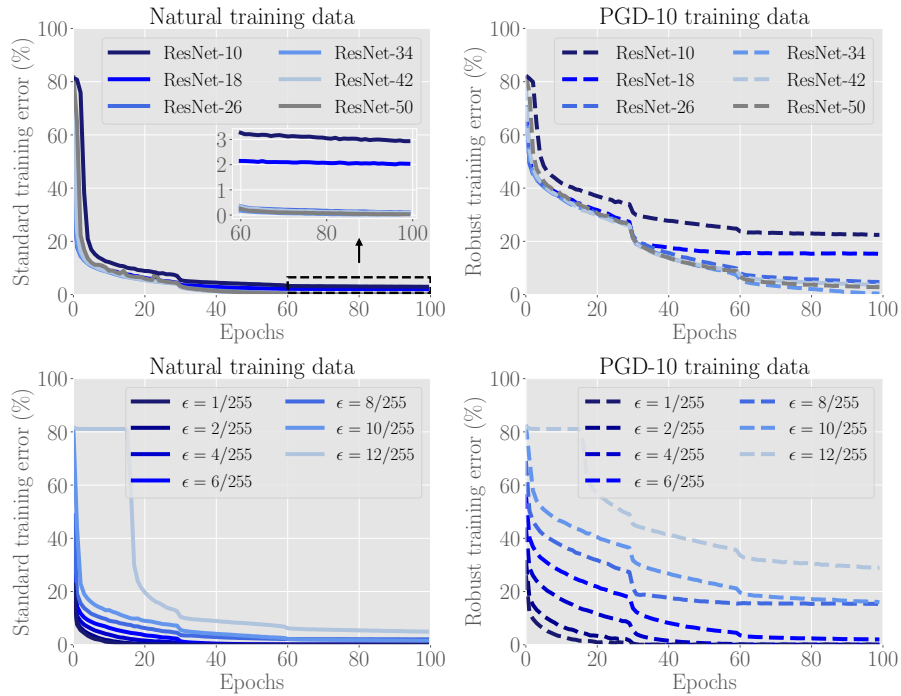 Natural training data
Standard training error (%)
100
80
60
40
20
0
ResNet-10
ResNet-18
ResNet-26
ResNet-34
ResNet-42
ResNet-50
3
2
1
0
60
80
100
0
20
40
60
80
100
Epochs
PGD-10 training data
Robust training error (%)
100
80
60
40
20
0
ResNet-10
ResNet-18
ResNet-26
ResNet-34
ResNet-42
ResNet-50
0
20
40
60
80
100
Epochs
Natural training data
Standard training error (%)
100
80
60
40
20
0
ϵ = 1/255
ϵ = 2/255
ϵ = 4/255
ϵ = 6/255
ϵ = 8/255
ϵ = 10/255
ϵ = 12/255
0
20
40
60
80
100
Epochs
PGD-10 training data
Robust training error (%)
100
80
60
40
20
0
ϵ = 1/255
ϵ = 2/255
ϵ = 4/255
ϵ = 6/255
ϵ = 8/255
ϵ = 10/255
ϵ = 12/255
0
20
40
60
80
100
Epochs